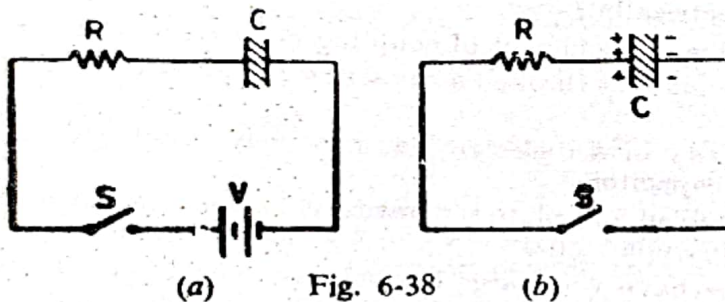 R C
R + + + - - - C
S V
S
(a) Fig. 6-38 (b)